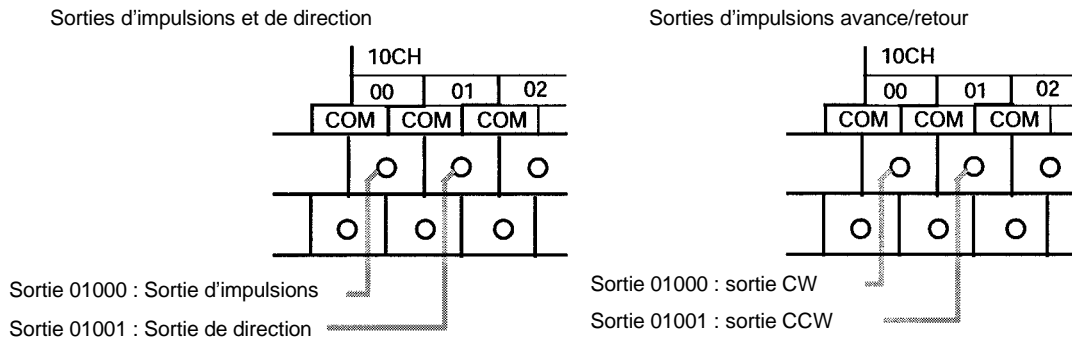 Sorties d'impulsions et de direction
10CH
00 01 02
COM COM COM
Sortie 01000 : Sortie d'impulsions
Sortie 01001 : Sortie de direction
Sorties d'impulsions avance/retour
10CH
00 01 02
COM COM COM
Sortie 01000 : sortie CW
Sortie 01001 : sortie CCW